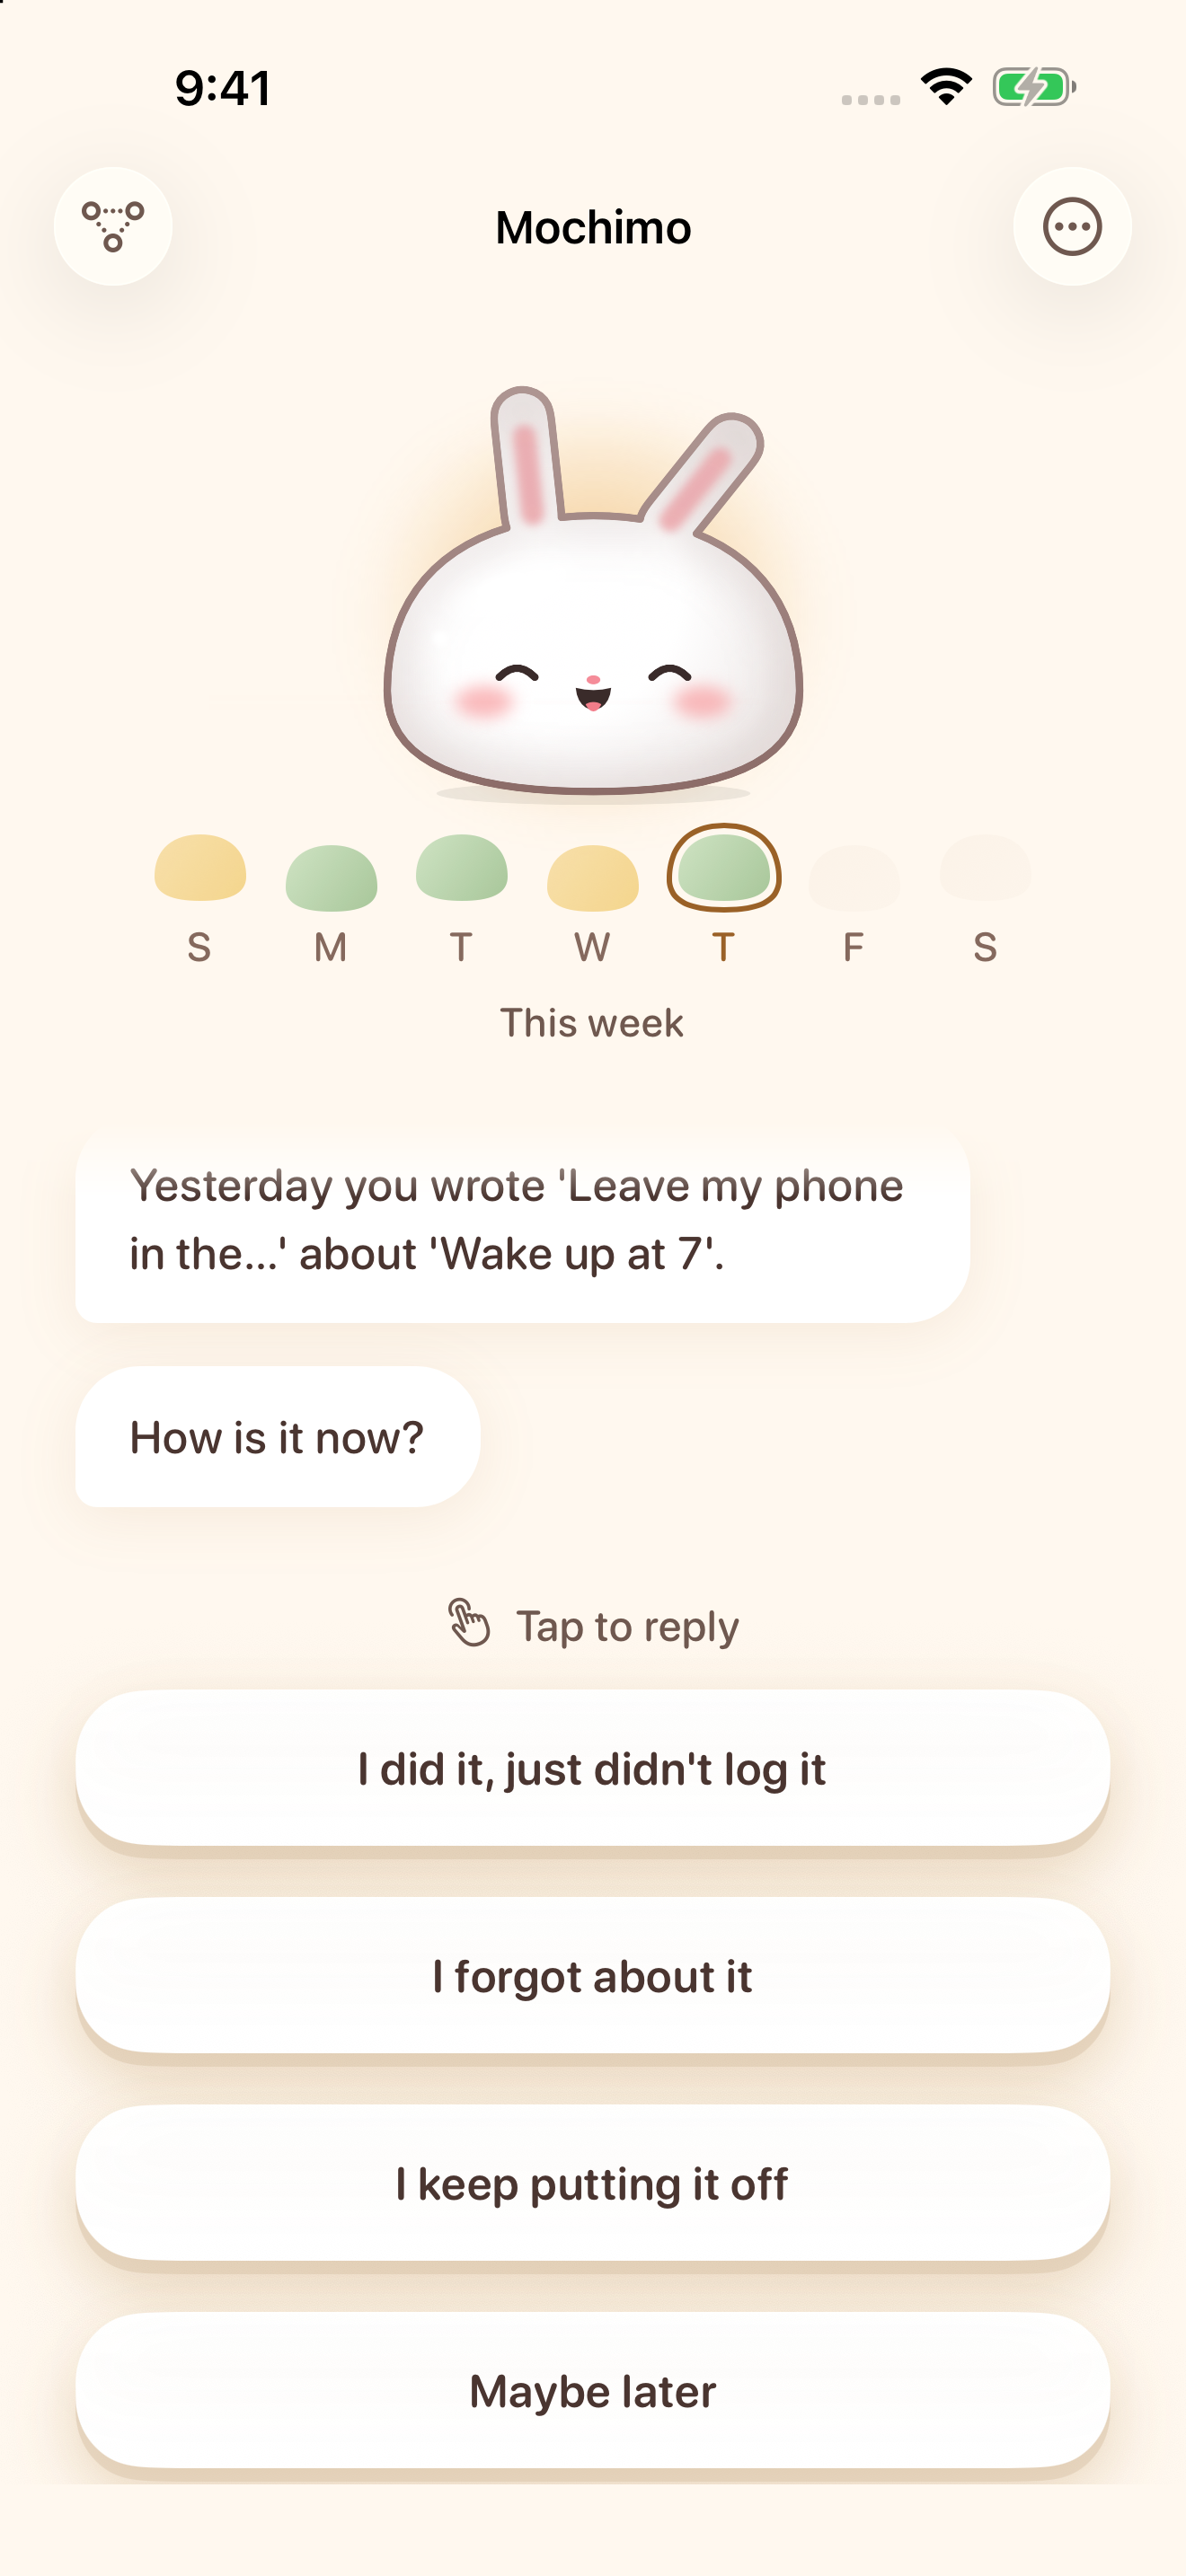 9:41
Mochimo
S M T W T F S
This week
Yesterday you wrote 'Leave my phone
in the...' about 'Wake up at 7'.
How is it now?
Tap to reply
I did it, just didn't log it
I forgot about it
I keep putting it off
Maybe later